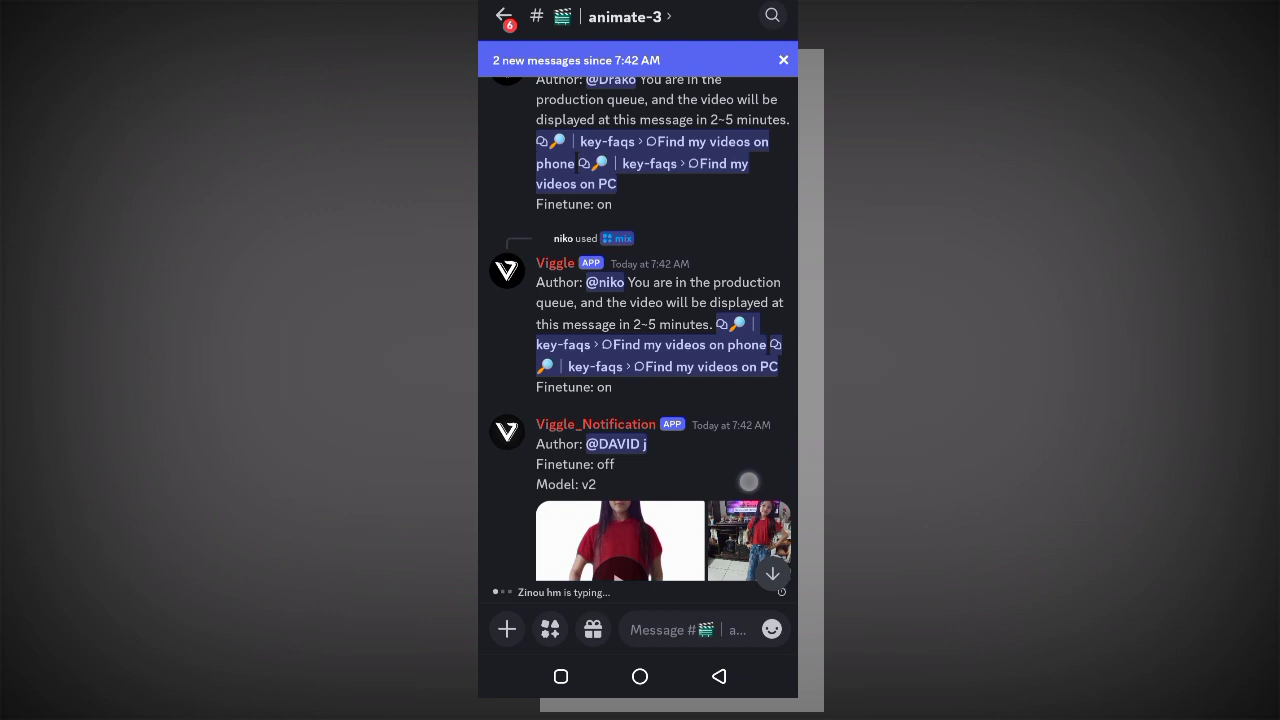 6
# 🎬 | animate-3 ›
2 new messages since 7:42 AM
Author: @Drako You are in the
production queue, and the video will be
displayed at this message in 2~5 minutes.
🔎 | key-faqs › Find my videos on
phone 🔎 | key-faqs › Find my
videos on PC
Finetune: on
niko used mix
Viggle APP Today at 7:42 AM
Author: @niko You are in the production
queue, and the video will be displayed at
this message in 2~5 minutes. 🔎 |
key-faqs › Find my videos on phone
🔎 | key-faqs › Find my videos on PC
Finetune: on
Viggle_Notification APP Today at 7:42 AM
Author: @DAVID j
Finetune: off
Model: v2
Zinou hm is typing...
Message #🎬 | a...